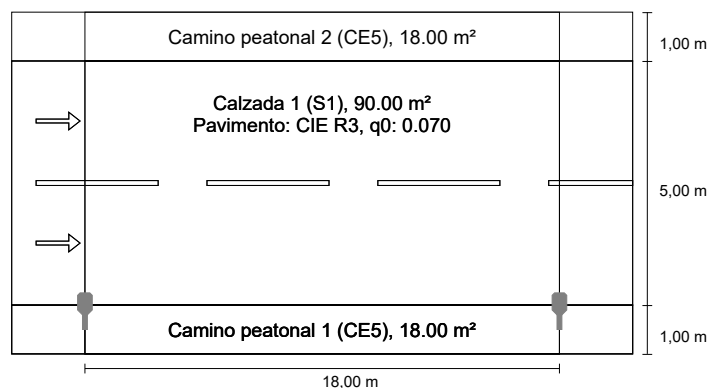 Camino peatonal 2 (CE5), 18.00 m²
1,00 m
Calzada 1 (S1), 90.00 m²
Pavimento: CIE R3, q0: 0.070
5,00 m
Camino peatonal 1 (CE5), 18.00 m²
1,00 m
18,00 m